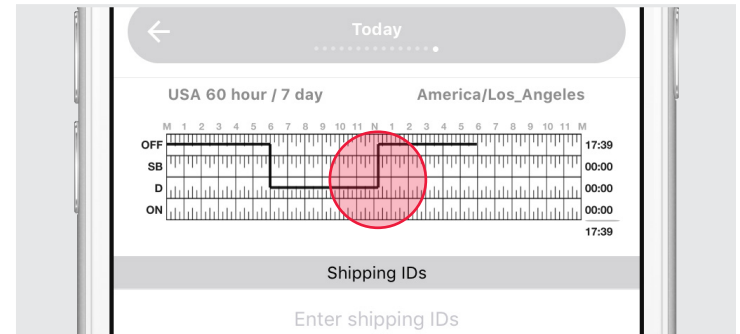 Today
USA 60 hour / 7 day America/Los_Angeles
M 1 2 3 4 5 6 7 8 9 10 11 N 1 2 3 4 5 6 7 8 9 10 11 M
OFF 17:39
SB 00:00
D 00:00
ON 00:00
17:39
Shipping IDs
Enter shipping IDs